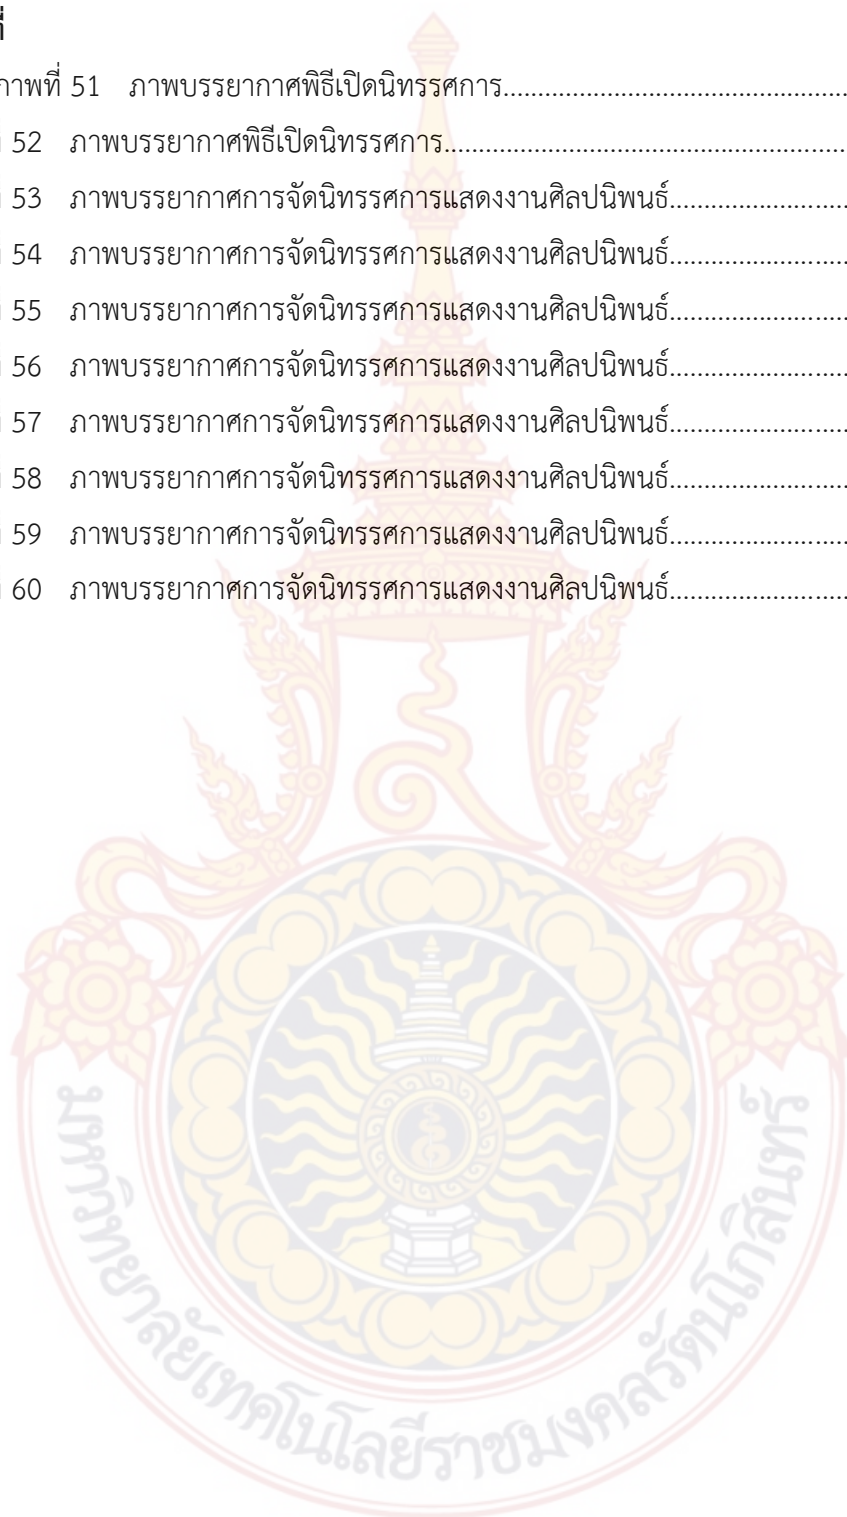 ที่
ภาพที่ 51 ภาพบรรยากาศพิธีเปิดนิทรรศการ
52 ภาพบรรยากาศพิธีเปิดนิทรรศการ
53 ภาพบรรยากาศการจัดนิทรรศการแสดงงานศิลปนิพนธ์
54 ภาพบรรยากาศการจัดนิทรรศการแสดงงานศิลปนิพนธ์
55 ภาพบรรยากาศการจัดนิทรรศการแสดงงานศิลปนิพนธ์
56 ภาพบรรยากาศการจัดนิทรรศการแสดงงานศิลปนิพนธ์
57 ภาพบรรยากาศการจัดนิทรรศการแสดงงานศิลปนิพนธ์
58 ภาพบรรยากาศการจัดนิทรรศการแสดงงานศิลปนิพนธ์
59 ภาพบรรยากาศการจัดนิทรรศการแสดงงานศิลปนิพนธ์
60 ภาพบรรยากาศการจัดนิทรรศการแสดงงานศิลปนิพนธ์
มหาวิทยาลัยเทคโนโลยีราชมงคลรัตนโกสินทร์